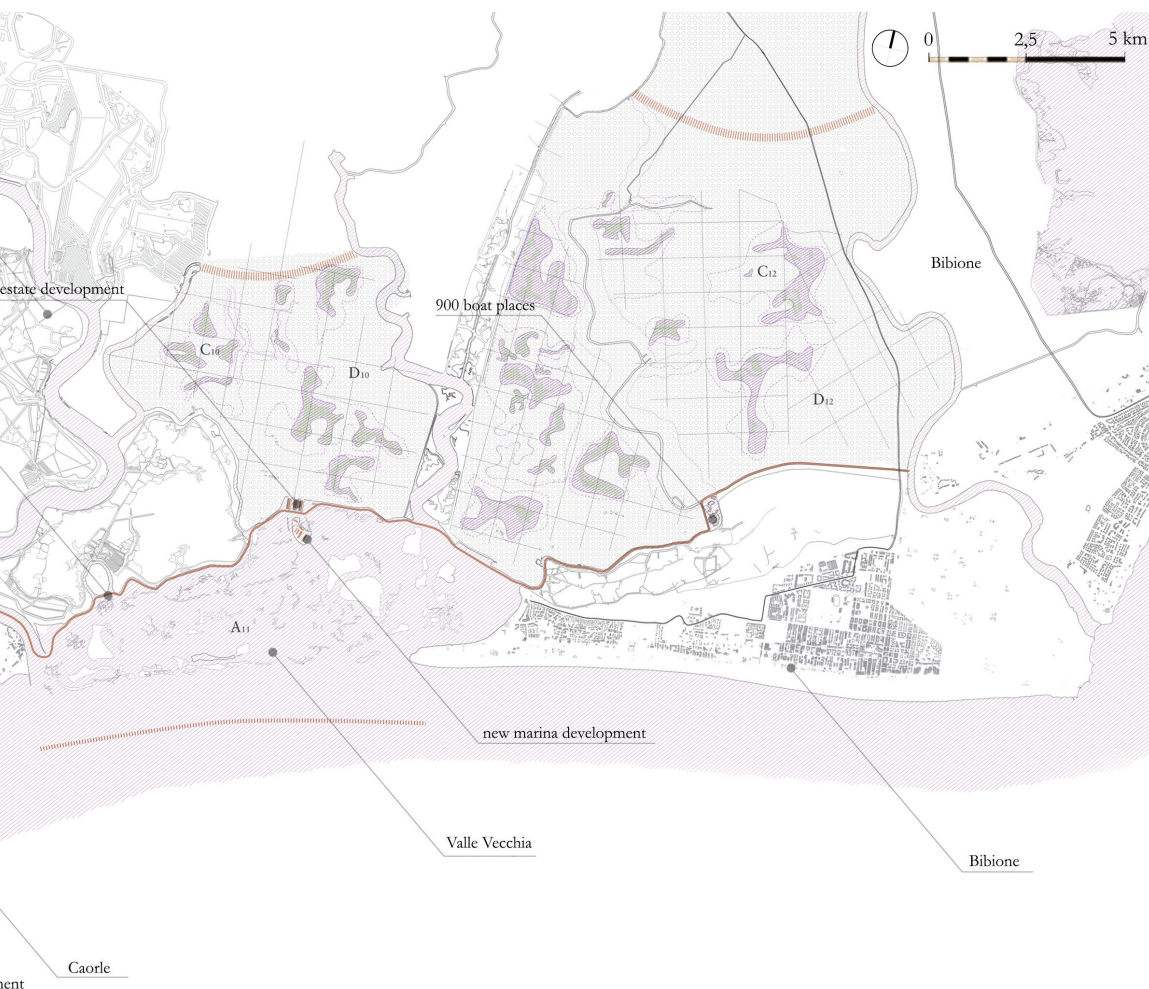 0 2,5 5 km
Bibione
C12
estate development
900 boat places
C10
D10
D12
A11
new marina development
Valle Vecchia
Bibione
Caorle
ment